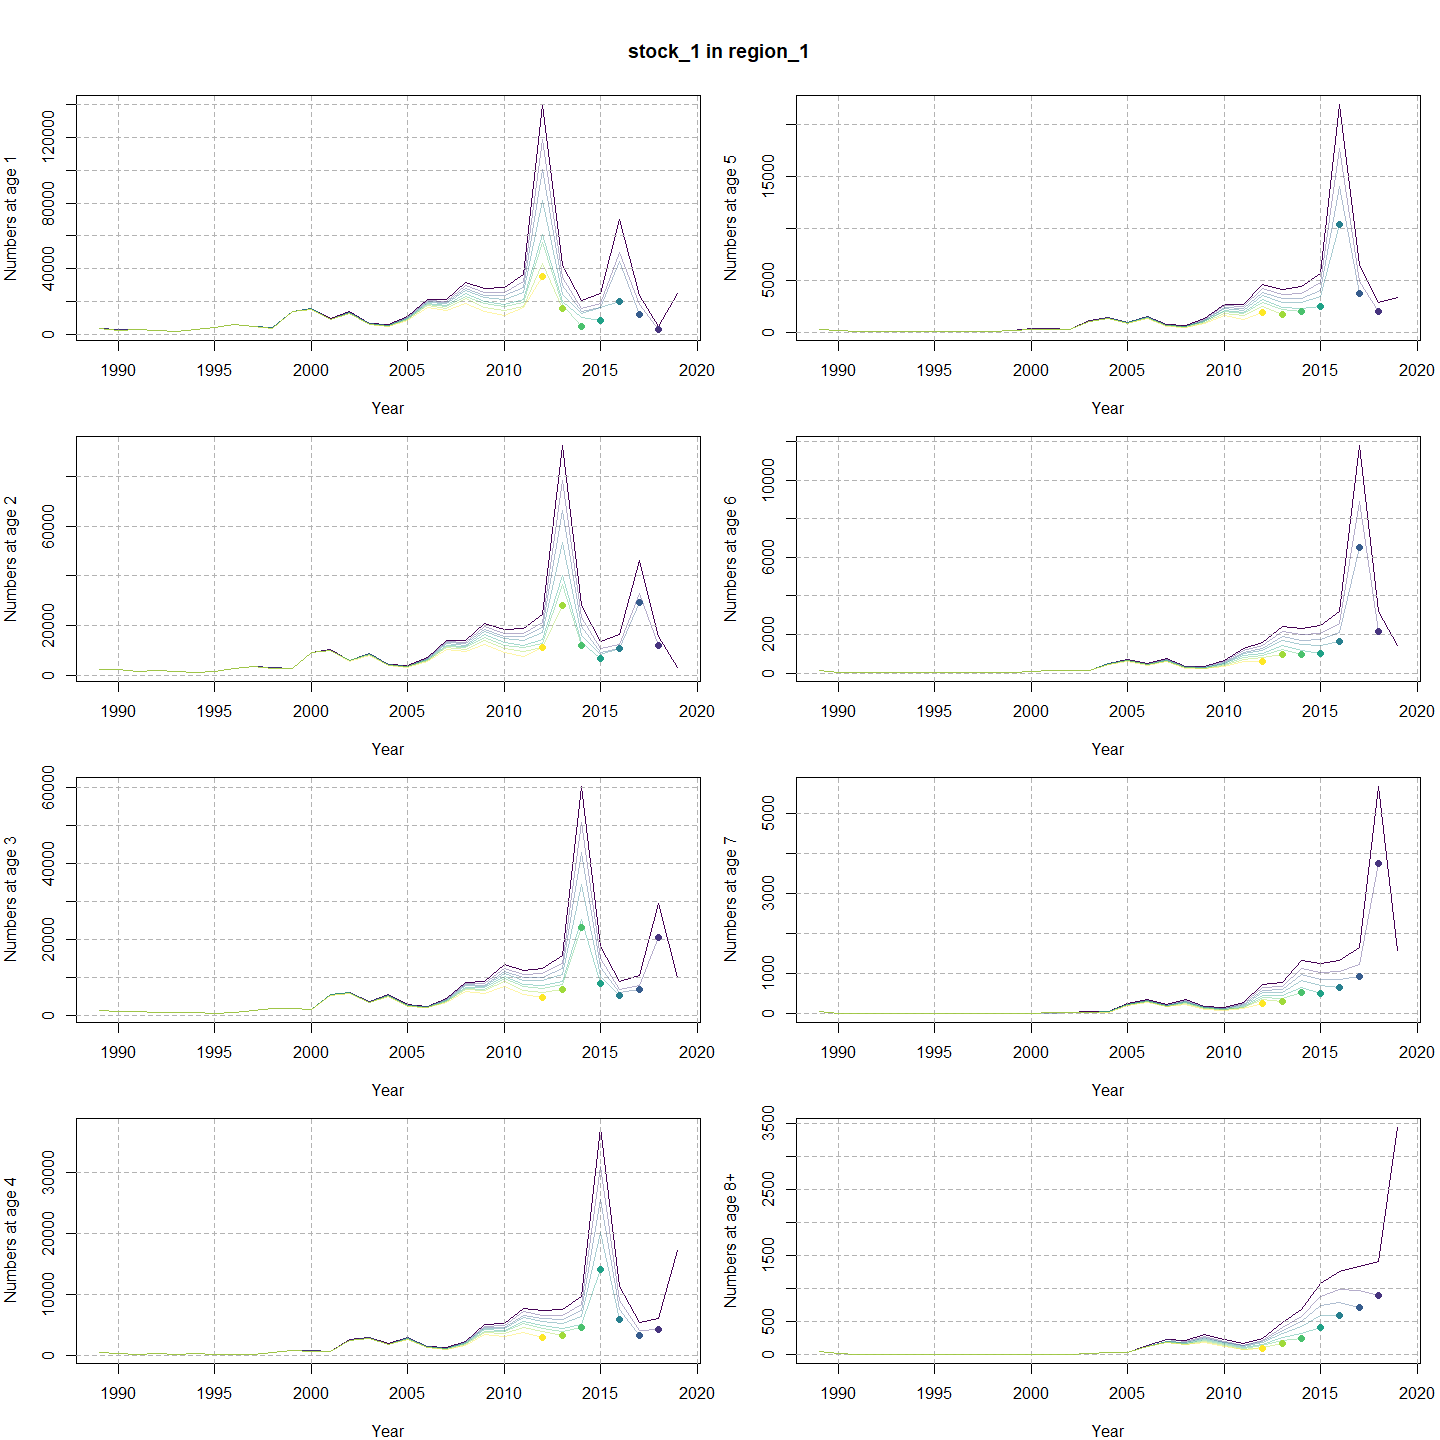 stock_1 in region_1
Numbers at age 1
0 40000 80000 120000
1990 1995 2000 2005 2010 2015 2020
Year
Numbers at age 5
0 5000 15000
1990 1995 2000 2005 2010 2015 2020
Year
Numbers at age 2
0 20000 60000
1990 1995 2000 2005 2010 2015 2020
Year
Numbers at age 6
0 2000 6000 10000
1990 1995 2000 2005 2010 2015 2020
Year
Numbers at age 3
0 20000 40000 60000
1990 1995 2000 2005 2010 2015 2020
Year
Numbers at age 7
0 1000 3000 5000
1990 1995 2000 2005 2010 2015 2020
Year
Numbers at age 4
0 10000 20000 30000
1990 1995 2000 2005 2010 2015 2020
Year
Numbers at age 8+
0 500 1500 2500 3500
1990 1995 2000 2005 2010 2015 2020
Year